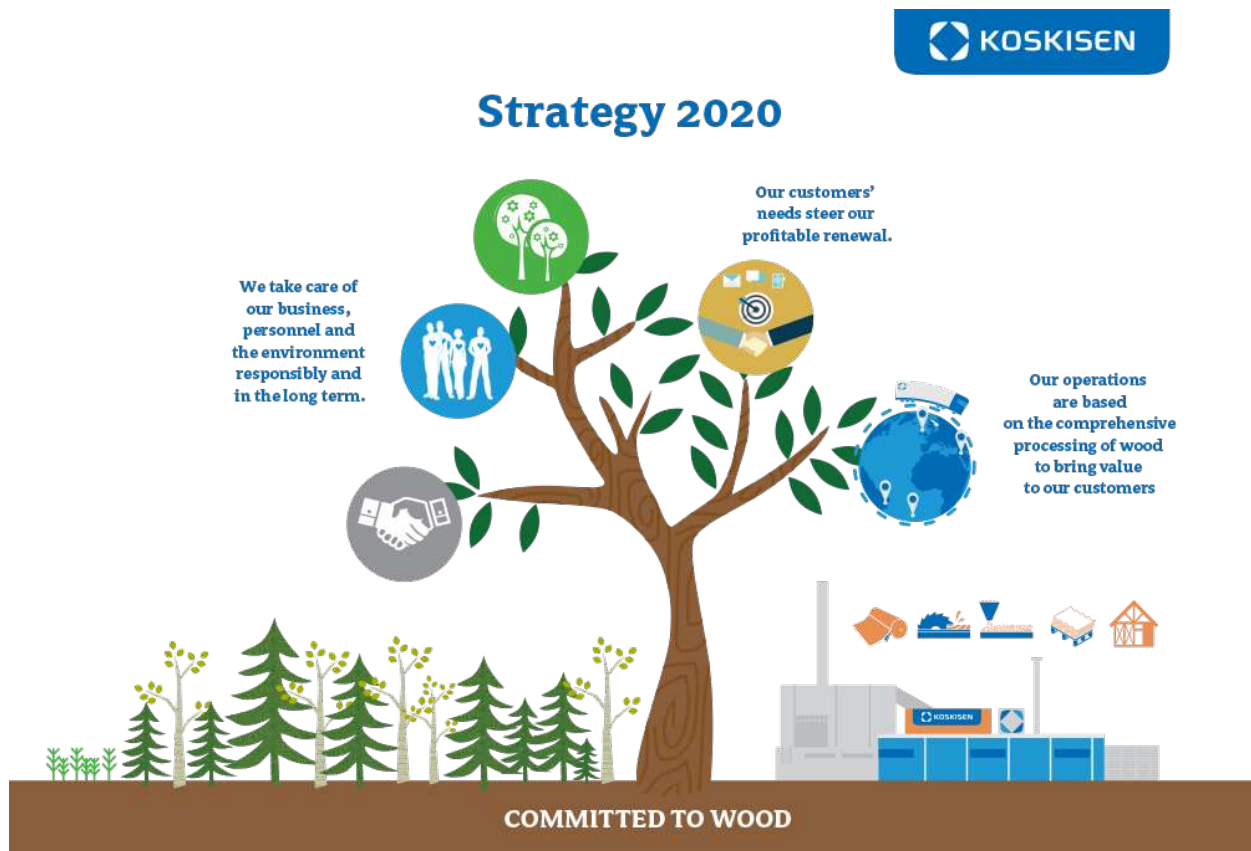 KOSKISEN
Strategy 2020
Our customers'
needs steer our
profitable renewal.
We take care of
our business,
personnel and
the environment
responsibly and
in the long term.
Our operations
are based
on the comprehensive
processing of wood
to bring value
to our customers
KOSKISEN
COMMITTED TO WOOD